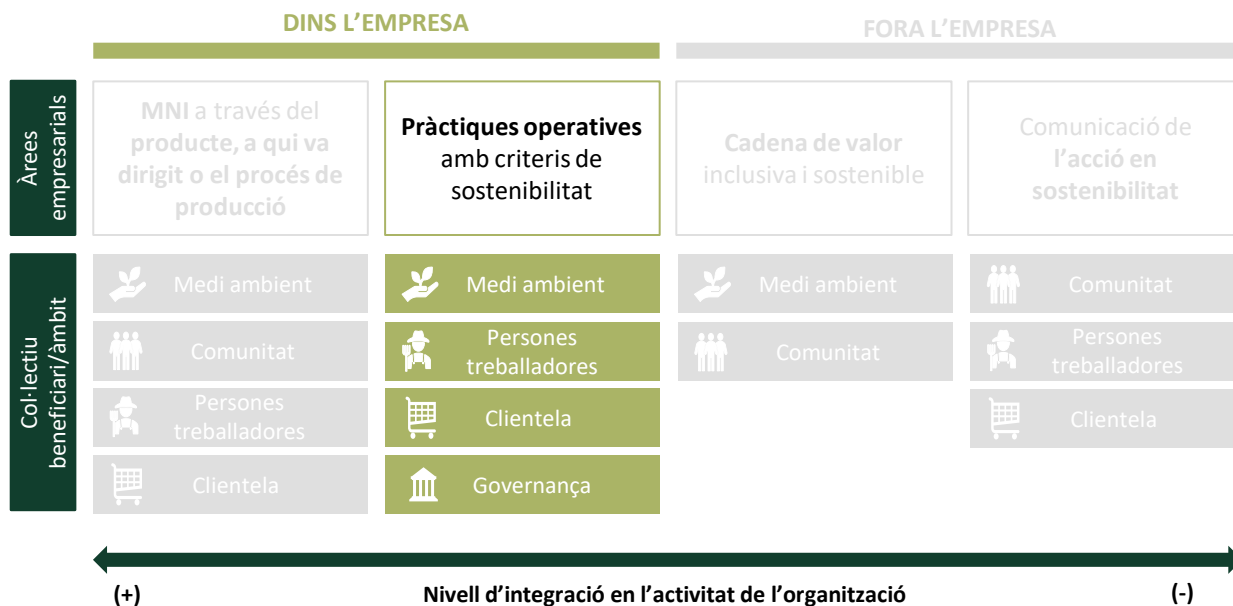 DINS L’EMPRESA
FORA L’EMPRESA
Àrees
empresarials
MNI a través del
producte, a qui va
dirigit o el procés de
producció
Pràctiques operatives
amb criteris de
sostenibilitat
Cadena de valor
inclusiva i sostenible
Comunicació de
l’acció en
sostenibilitat
Col·lectiu
beneficiari/àmbit
Medi ambient
Comunitat
Persones
treballadores
Clientela
Medi ambient
Persones
treballadores
Clientela
Governança
Medi ambient
Comunitat
Comunitat
Persones
treballadores
Clientela
(+)
Nivell d’integració en l’activitat de l’organització
(-)